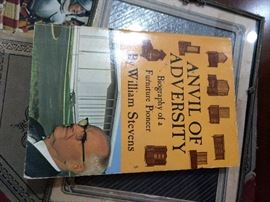 ANVIL OF
ADVERSITY
Biography of a
Furniture Pioneer
By William Stevens